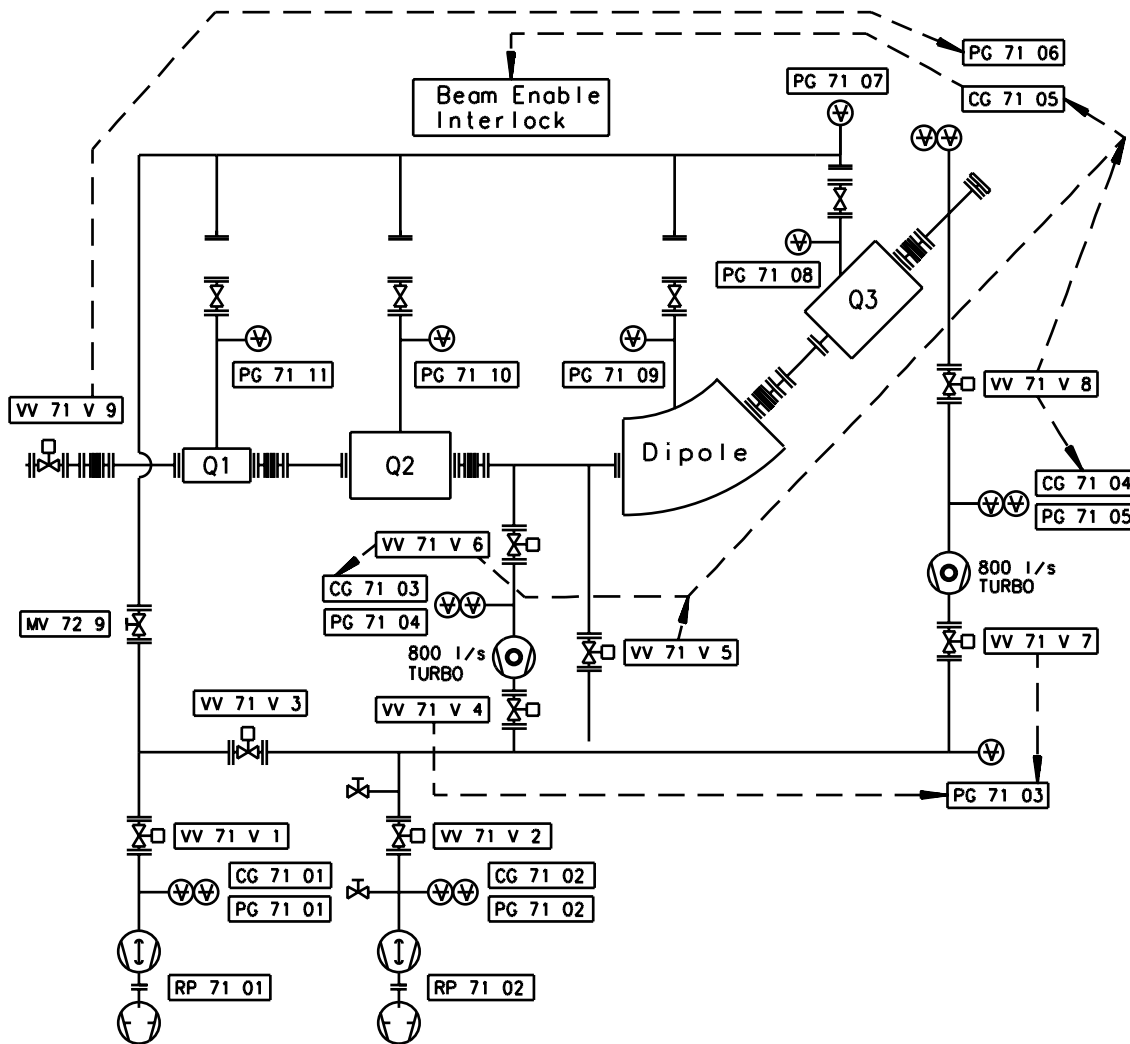 PG 71 06
PG 71 07
Beam Enable
Interlock
CG 71 05
PG 71 08
Q3
PG 71 11
PG 71 10
PG 71 09
VV 71 V 9
VV 71 V 8
Q1
Q2
Dipole
CG 71 04
PG 71 05
VV 71 V 6
CG 71 03
PG 71 04
800 l/s
TURBO
MV 72 9
800 l/s
TURBO
VV 71 V 5
VV 71 V 7
VV 71 V 3
VV 71 V 4
PG 71 03
VV 71 V 1
VV 71 V 2
CG 71 01
PG 71 01
CG 71 02
PG 71 02
RP 71 01
RP 71 02